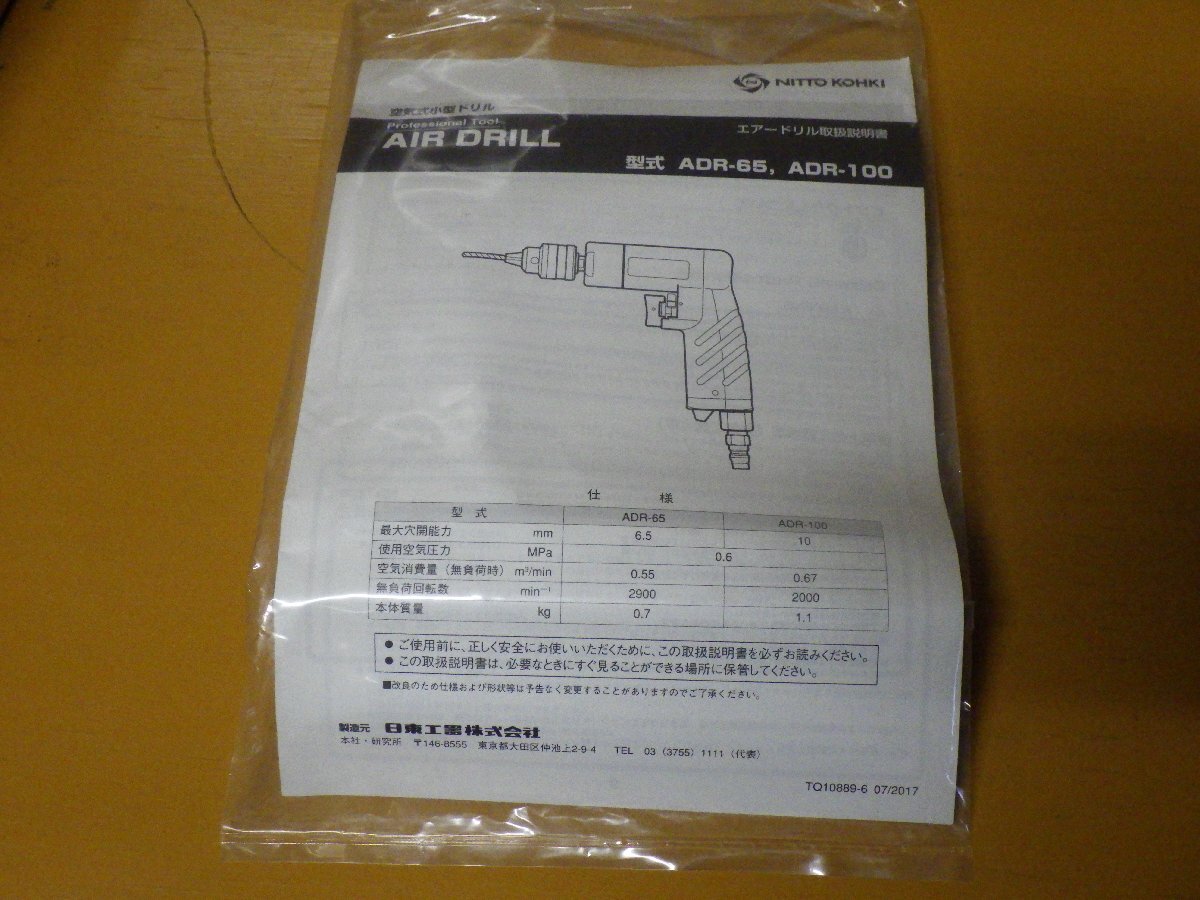 NITTO KOHKI
空気式小型ドリル
Professional Tool
AIR DRILL
エアードリル取扱説明書
型式 ADR-65, ADR-100
仕 様
型 式 ADR-65 ADR-100
最大穴開能力 mm 6.5 10
使用空気圧力 MPa 0.6
空気消費量(無負荷時) m³/min 0.55 0.67
無負荷回転数 min⁻¹ 2900 2000
本体質量 kg 0.7 1.1
● ご使用前に、正しく安全にお使いいただくために、この取扱説明書を必ずお読みください。
● この取扱説明書は、必要なときにすぐ見ることができる場所に保管してください。
■改良のため仕様および形状等は予告なく変更することがありますのでご了承ください。
製造元 日東工器株式会社
本社・研究所 〒146-8555 東京都大田区仲池上2-9-4 TEL 03(3755)1111(代表)
TQ10889-6 07/2017